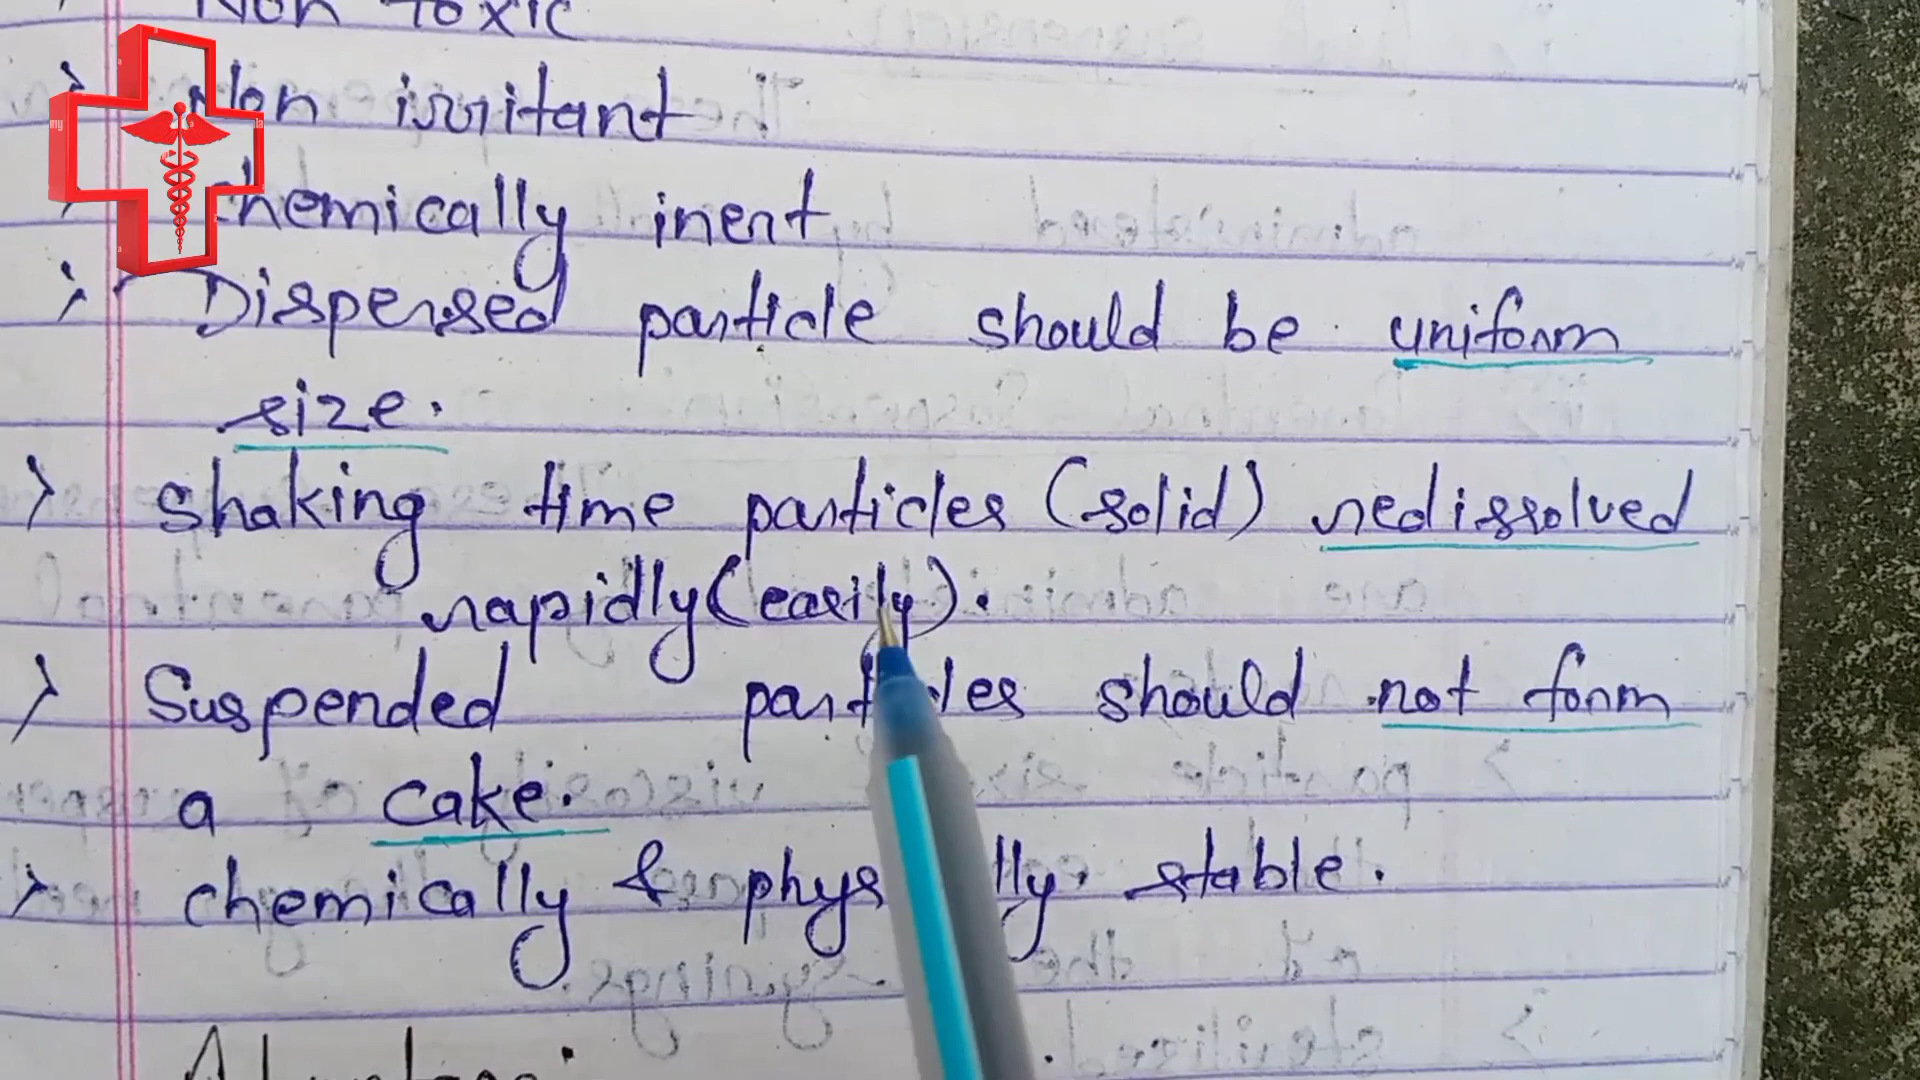 Non toxic
> Non irritant
> chemically inert
> Dispersed particle should be uniform
size.
> Shaking time particles (solid) redissolved
rapidly (easily).
> Suspended particles should not form
a cake.
> chemically & physically stable.